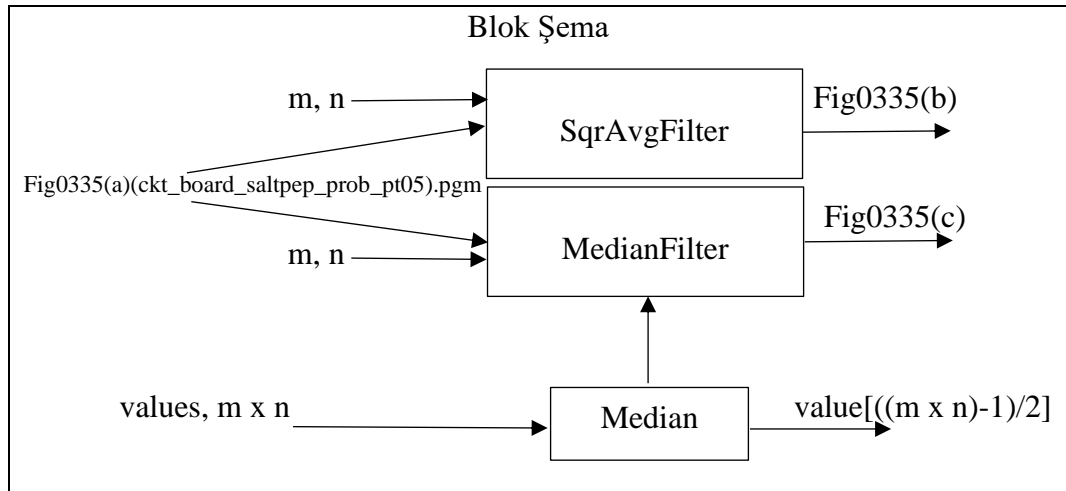 Blok Şema
m, n
SqrAvgFilter
Fig0335(b)
Fig0335(a)(ckt_board_saltpep_prob_pt05).pgm
m, n
MedianFilter
Fig0335(c)
values, m x n
Median
value[((m x n)-1)/2]